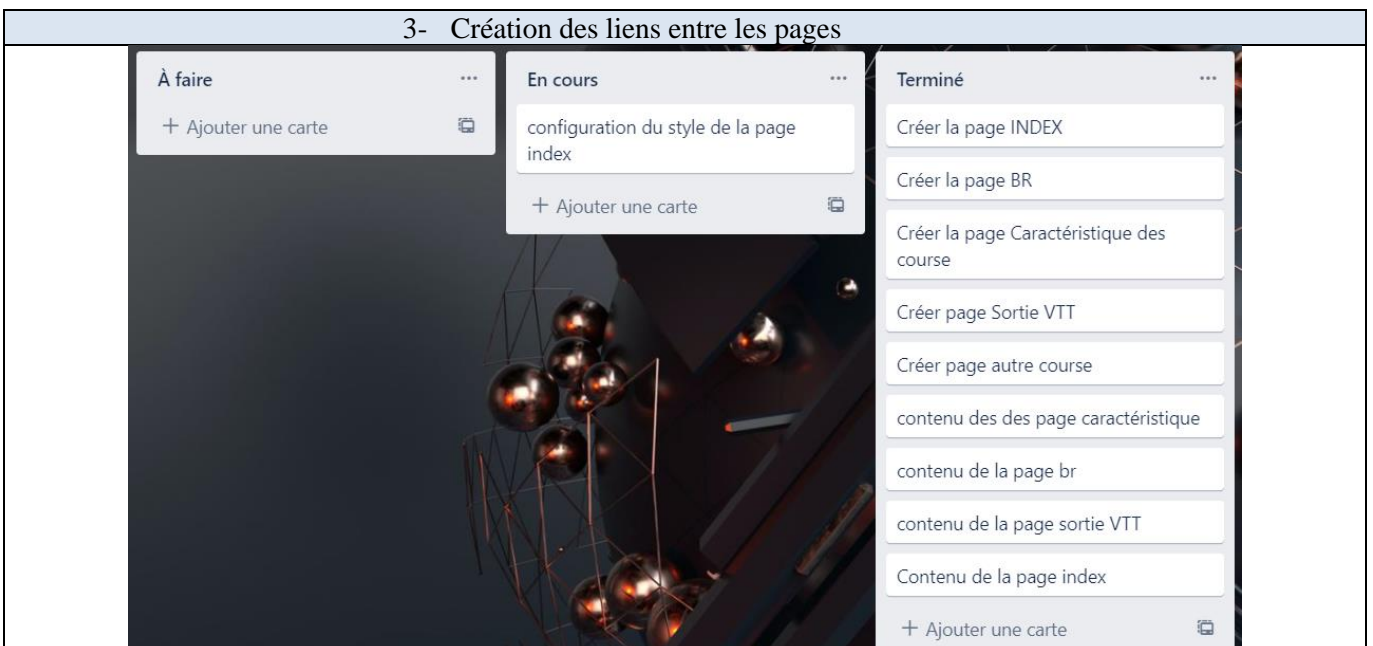 3- Création des liens entre les pages
À faire
+ Ajouter une carte
En cours
configuration du style de la page
index
+ Ajouter une carte
Terminé
Créer la page INDEX
Créer la page BR
Créer la page Caractéristique des
course
Créer page Sortie VTT
Créer page autre course
contenu des des page caractéristique
contenu de la page br
contenu de la page sortie VTT
Contenu de la page index
+ Ajouter une carte